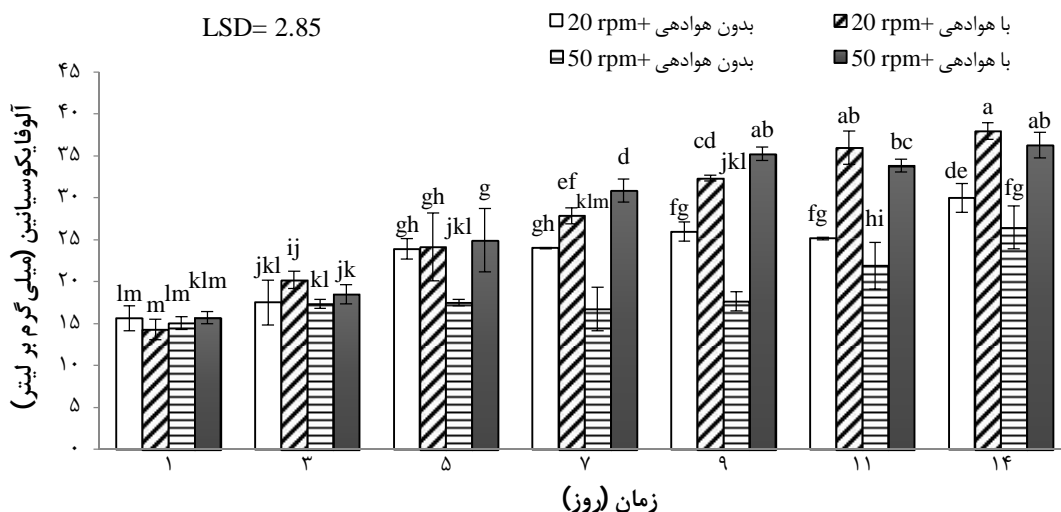 LSD= 2.85
20 rpm+ بدون هوادهی
20 rpm+ با هوادهی
50 rpm+ بدون هوادهی
50 rpm+ با هوادهی
آلوفایکوسیانین (میلی‌گرم بر لیتر)
۴۵
۴۰
۳۵
۳۰
۲۵
۲۰
۱۵
۱۰
۵
۰
lm m lm klm
jkl ij kl jk
gh gh jkl g
gh ef klm d
fg cd jkl ab
fg ab hi bc
de a fg ab
۱ ۳ ۵ ۷ ۹ ۱۱ ۱۴
زمان (روز)